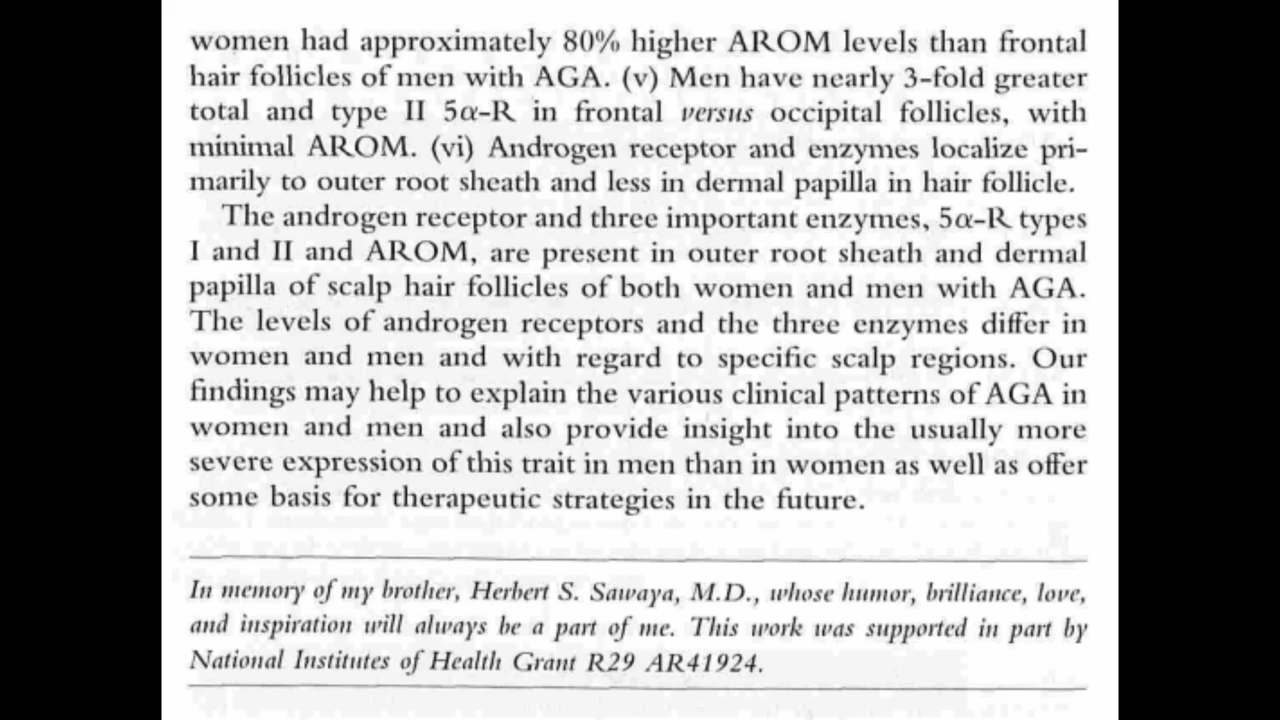 women had approximately 80% higher AROM levels than frontal
hair follicles of men with AGA. (v) Men have nearly 3-fold greater
total and type II 5α-R in frontal versus occipital follicles, with
minimal AROM. (vi) Androgen receptor and enzymes localize pri-
marily to outer root sheath and less in dermal papilla in hair follicle.
The androgen receptor and three important enzymes, 5α-R types
I and II and AROM, are present in outer root sheath and dermal
papilla of scalp hair follicles of both women and men with AGA.
The levels of androgen receptors and the three enzymes differ in
women and men and with regard to specific scalp regions. Our
findings may help to explain the various clinical patterns of AGA in
women and men and also provide insight into the usually more
severe expression of this trait in men than in women as well as offer
some basis for therapeutic strategies in the future.
In memory of my brother, Herbert S. Sawaya, M.D., whose humor, brilliance, love,
and inspiration will always be a part of me. This work was supported in part by
National Institutes of Health Grant R29 AR41924.